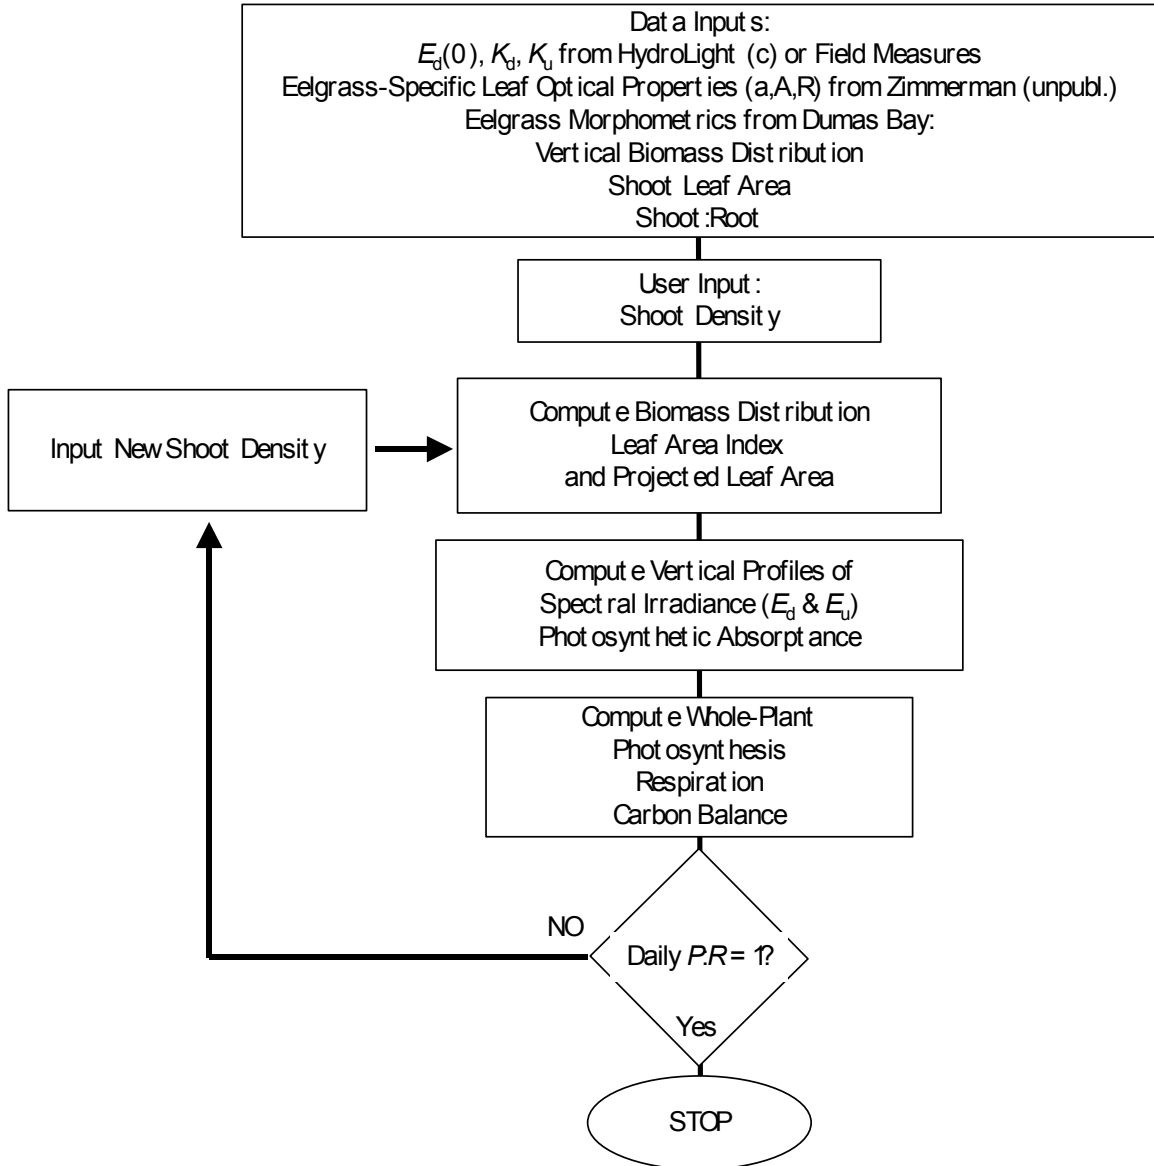 Data Inputs:
Ed(0), Kd, Ku from HydroLight (c) or Field Measures
Eelgrass-Specific Leaf Optical Properties (a,A,R) from Zimmerman (unpubl.)
Eelgrass Morphometrics from Dumas Bay:
Vertical Biomass Distribution
Shoot Leaf Area
Shoot:Root
User Input:
Shoot Density
Input New Shoot Density
Compute Biomass Distribution
Leaf Area Index
and Projected Leaf Area
Compute Vertical Profiles of
Spectral Irradiance (Ed & Eu)
Photosynthetic Absorptance
Compute Whole-Plant
Photosynthesis
Respiration
Carbon Balance
NO
Daily P:R = 1?
Yes
STOP